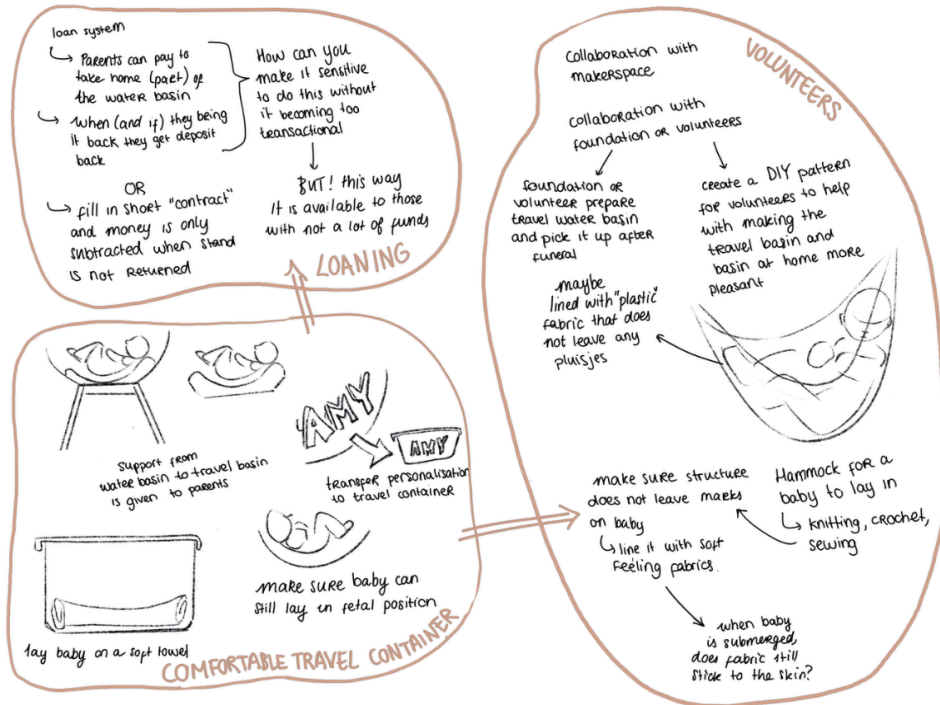 loan system
Parents can pay to
take home (part) of
the water basin
when (and if) they being
it back they get deposit
back
OR
fill in short "contract"
and money is only
subtracted when stand
is not returned
How can you
make it sensitive
to do this without
it becoming too
transactional
BUT! this way
it is available to those
with not a lot of funds
LOANING
support from
water basin to travel basin
is given to parents
AMY
AMY
transfer personalisation
to travel container
lay baby on a soft towel
make sure baby can
still lay in fetal position
COMFORTABLE TRAVEL CONTAINER
VOLUNTEERS
collaboration with
makerspace
collaboration with
foundation or volunteers
foundation or
volunteer prepare
travel water basin
and pick it up after
funeral
maybe
lined with "plastic"
fabric that does
not leave any
pluisjes
create a DIY pattern
for volunteers to help
with making the
travel basin and
basin at home more
pleasant
make sure structure
does not leave marks
on baby
line it with soft
feeling fabrics.
Hammock for a
baby to lay in
knitting, crochet,
sewing
when baby
is submerged,
does fabric still
stick to the skin?